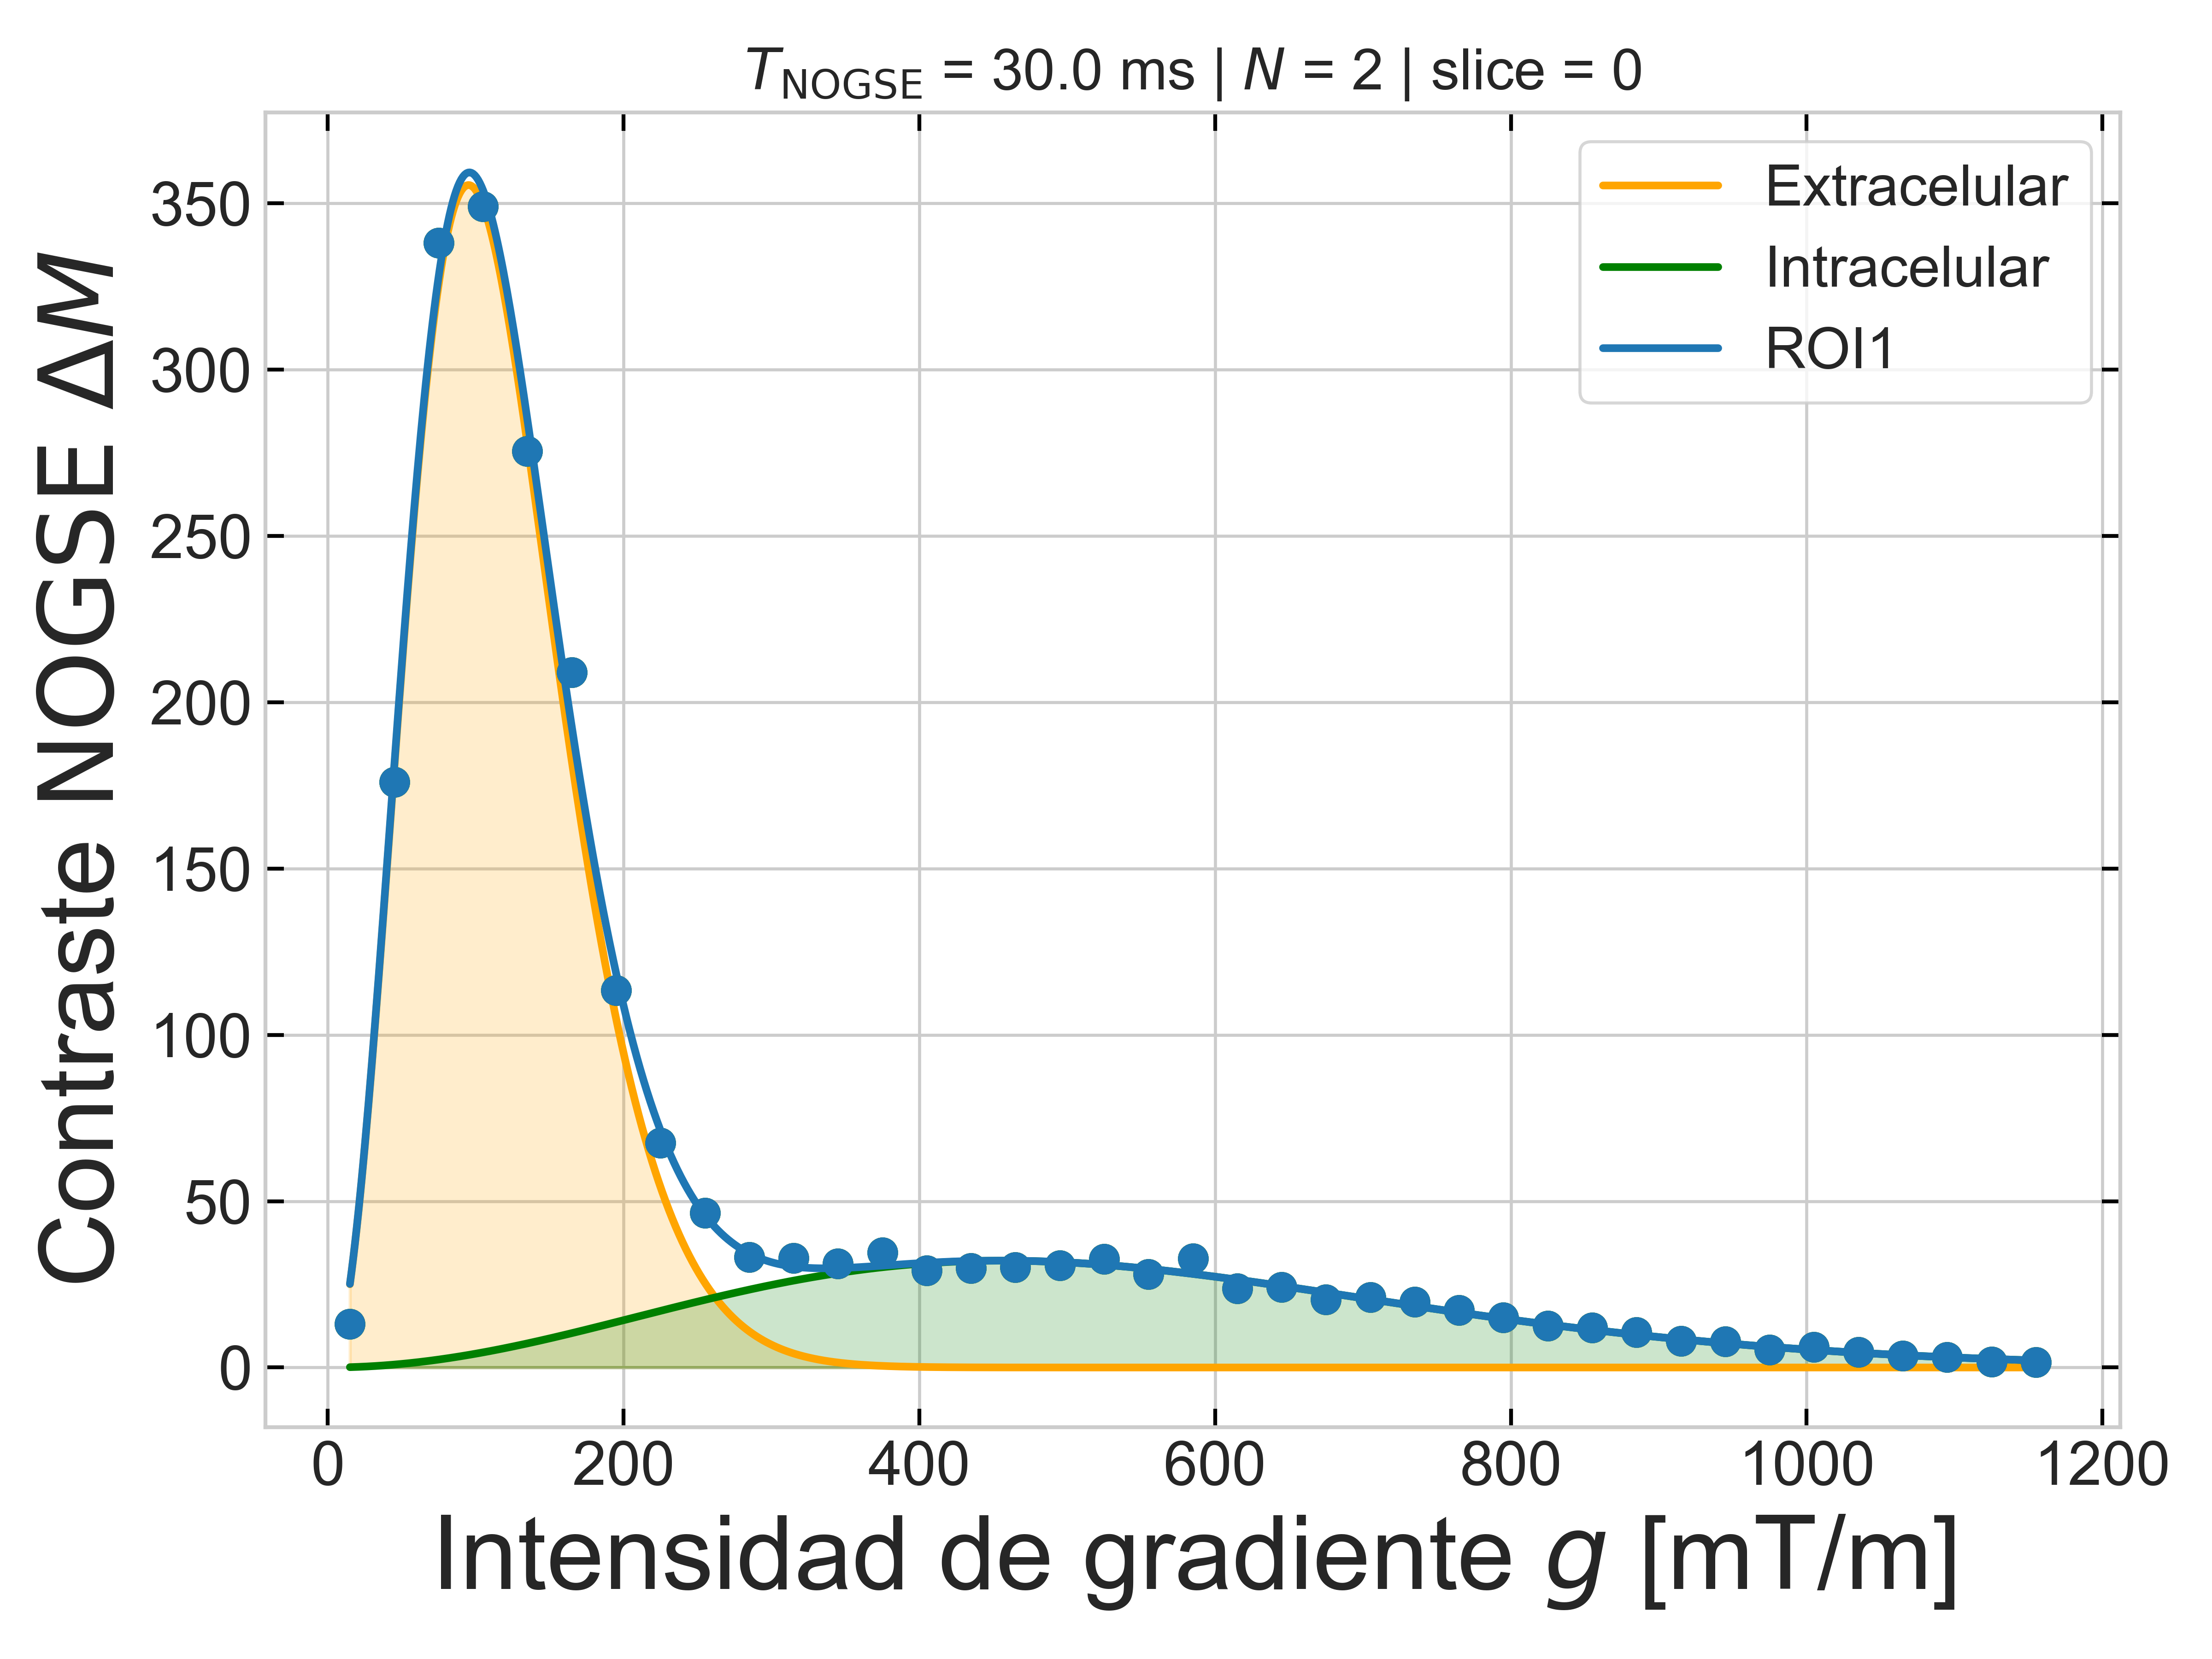 T_NOGSE = 30.0 ms | N = 2 | slice = 0
Contraste NOGSE ΔM
350
300
250
200
150
100
50
0
Extracelular
Intracelular
ROI1
0 200 400 600 800 1000 1200
Intensidad de gradiente g [mT/m]